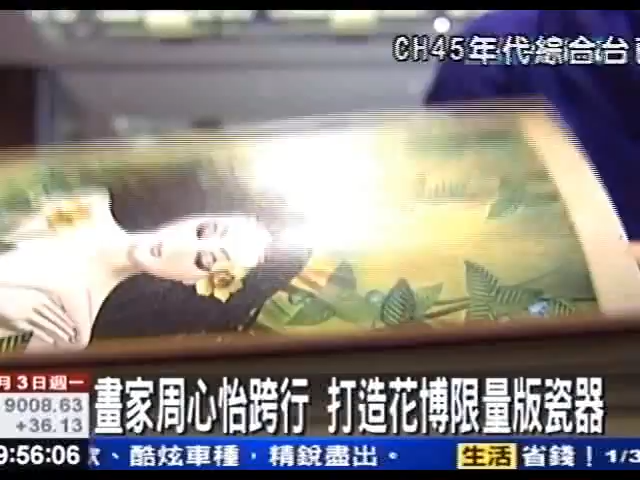 CH45年代綜合台
月3日週一
9008.63
+36.13
畫家周心怡跨行 打造花博限量版瓷器
9:56:06
、酷炫車種,精銳盡出。 生活 省錢!1/3